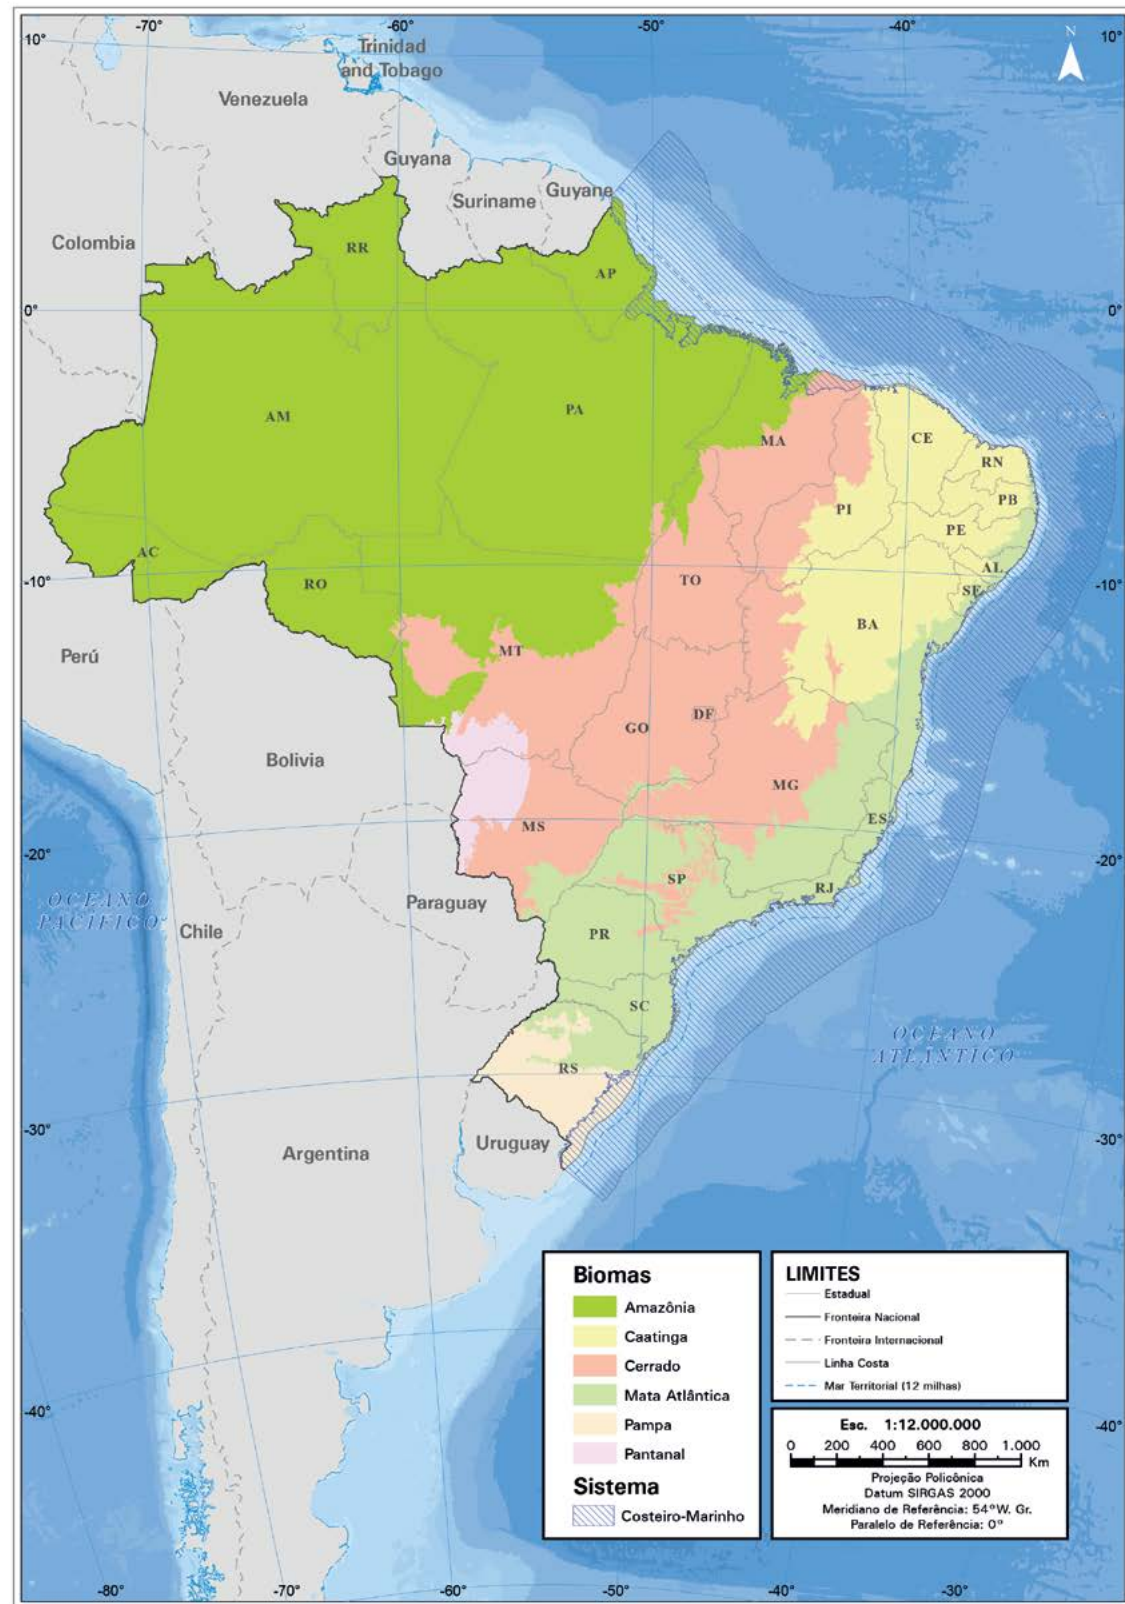 -70°
-60°
-50°
-40°
10°
10°
N
Trinidad
and Tobago
Venezuela
Guyana
Suriname
Guyane
Colombia
RR
AP
0°
0°
AM
PA
MA
CE
RN
PB
PI
PE
AL
SE
AC
-10°
-10°
RO
TO
BA
Perú
MT
GO
DF
Bolivia
MG
MS
ES
-20°
-20°
SP
RJ
OCEANO
PACÍFICO
Paraguay
Chile
PR
SC
OCEANO
ATLÂNTICO
RS
-30°
-30°
Uruguay
Argentina
Biomas
Amazônia
Caatinga
Cerrado
Mata Atlântica
Pampa
Pantanal
Sistema
Costeiro-Marinho
LIMITES
Estadual
Fronteira Nacional
Fronteira Internacional
Linha Costa
Mar Territorial (12 milhas)
Esc. 1:12.000.000
0 200 400 600 800 1.000
Km
Projeção Policônica
Datum SIRGAS 2000
Meridiano de Referência: 54°W. Gr.
Paralelo de Referência: 0°
-40°
-40°
-80°
-70°
-60°
-50°
-40°
-30°